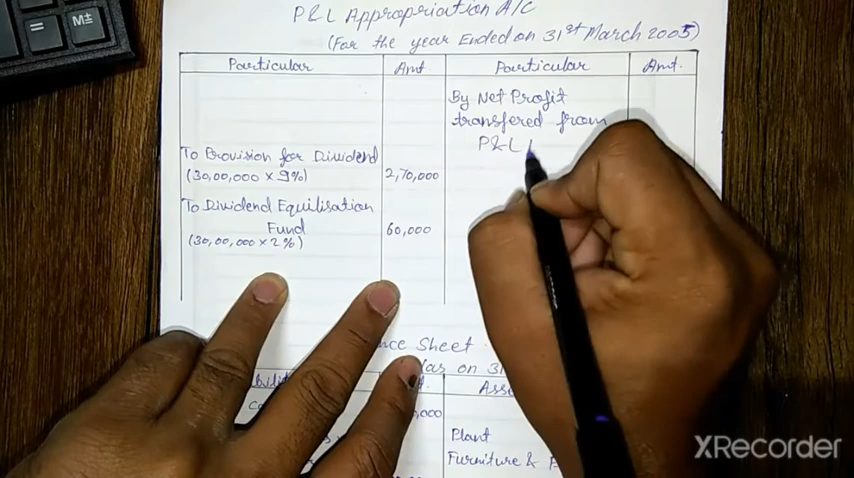 =
M±
P&L Appropriation A/C
(For the year Ended on 31st March 2005)
Particular Amt Particular Amt.
By Net Profit
transfered from
P&L
To Provision for Dividend
(30,00,000 × 9%) 2,70,000
To Dividend Equilisation
Fund 60,000
(30,00,000 × 2%)
nce Sheet
as on 31
,000
Plant
Furniture &
XRecorder